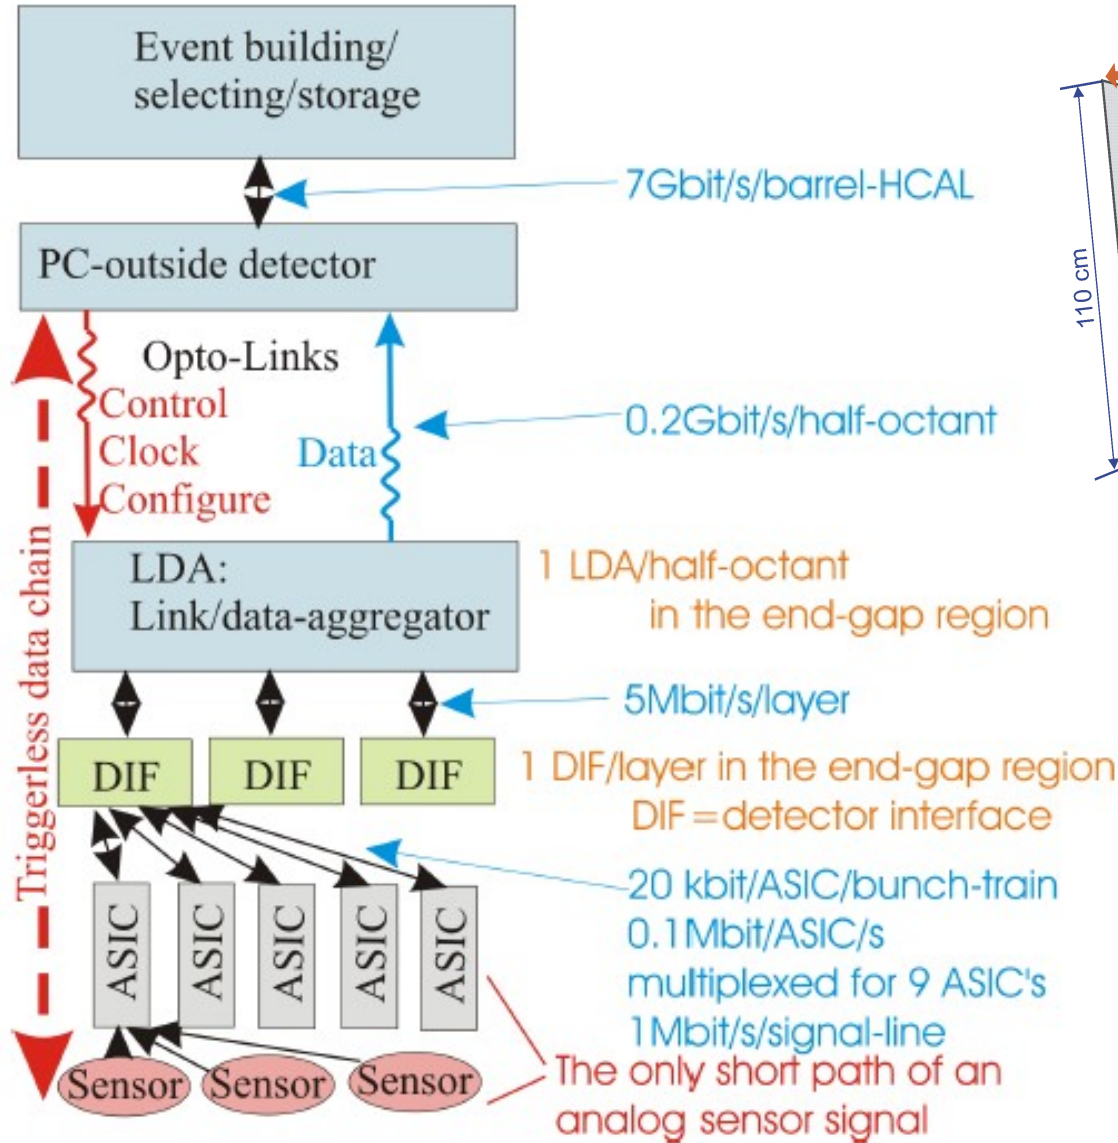 Event building/
selecting/storage
7Gbit/s/barrel-HCAL
PC-outside detector
110 cm
Opto-Links
Control
Clock
Configure
Data
0.2Gbit/s/half-octant
Triggerless data chain
LDA:
Link/data-aggregator
1 LDA/half-octant
in the end-gap region
5Mbit/s/layer
DIF
DIF
DIF
1 DIF/layer in the end-gap region
DIF=detector interface
ASIC
ASIC
ASIC
ASIC
ASIC
20 kbit/ASIC/bunch-train
0.1Mbit/ASIC/s
multiplexed for 9 ASIC's
1Mbit/s/signal-line
Sensor
Sensor
Sensor
The only short path of an
analog sensor signal